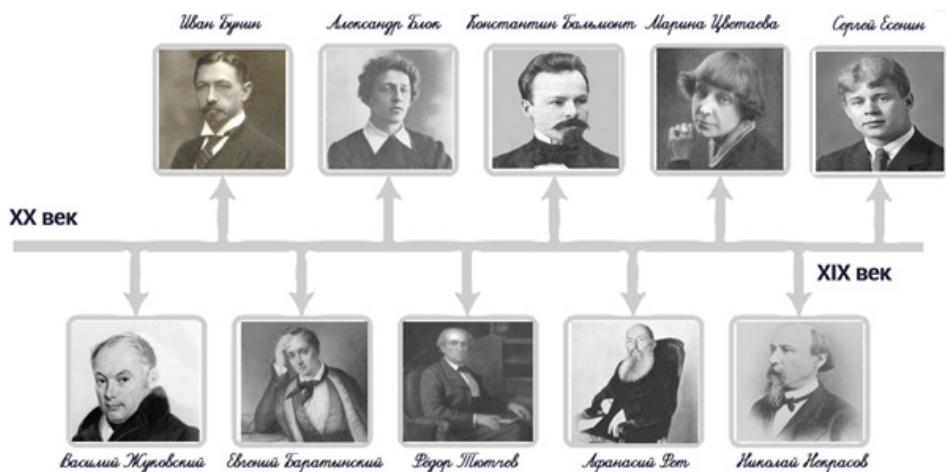 Иван Бунин
Александр Блок
Константин Бальмонт
Марина Цветаева
Сергей Есенин
XX век
XIX век
Василий Жуковский
Евгений Баратынский
Фёдор Тютчев
Афанасий Фет
Николай Некрасов